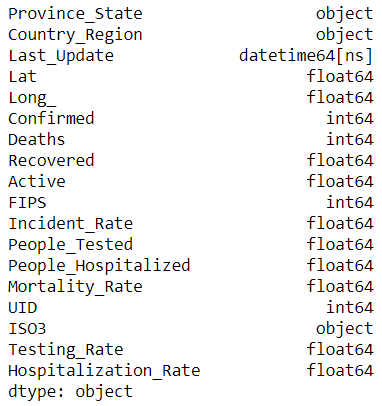 Province_State object
Country_Region object
Last_Update datetime64[ns]
Lat float64
Long_ float64
Confirmed int64
Deaths int64
Recovered float64
Active float64
FIPS int64
Incident_Rate float64
People_Tested float64
People_Hospitalized float64
Mortality_Rate float64
UID int64
ISO3 object
Testing_Rate float64
Hospitalization_Rate float64
dtype: object